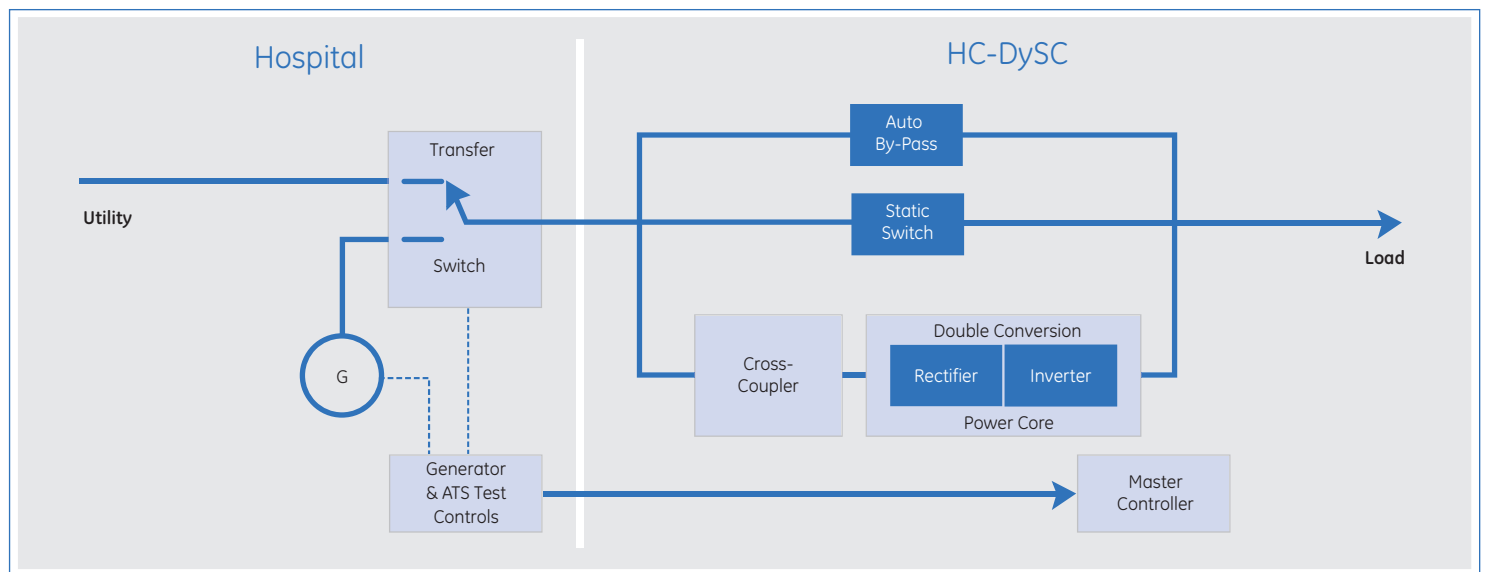 Hospital
HC-DySC
Transfer
Switch
Utility
G
Generator
& ATS Test
Controls
Auto
By-Pass
Static
Switch
Load
Cross-
Coupler
Double Conversion
Rectifier
Inverter
Power Core
Master
Controller